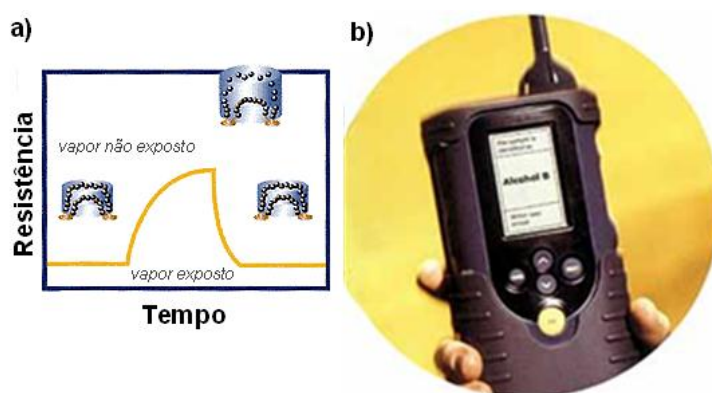 a)
b)
Resistência
vapor não exposto
vapor exposto
Tempo
Alcohol B